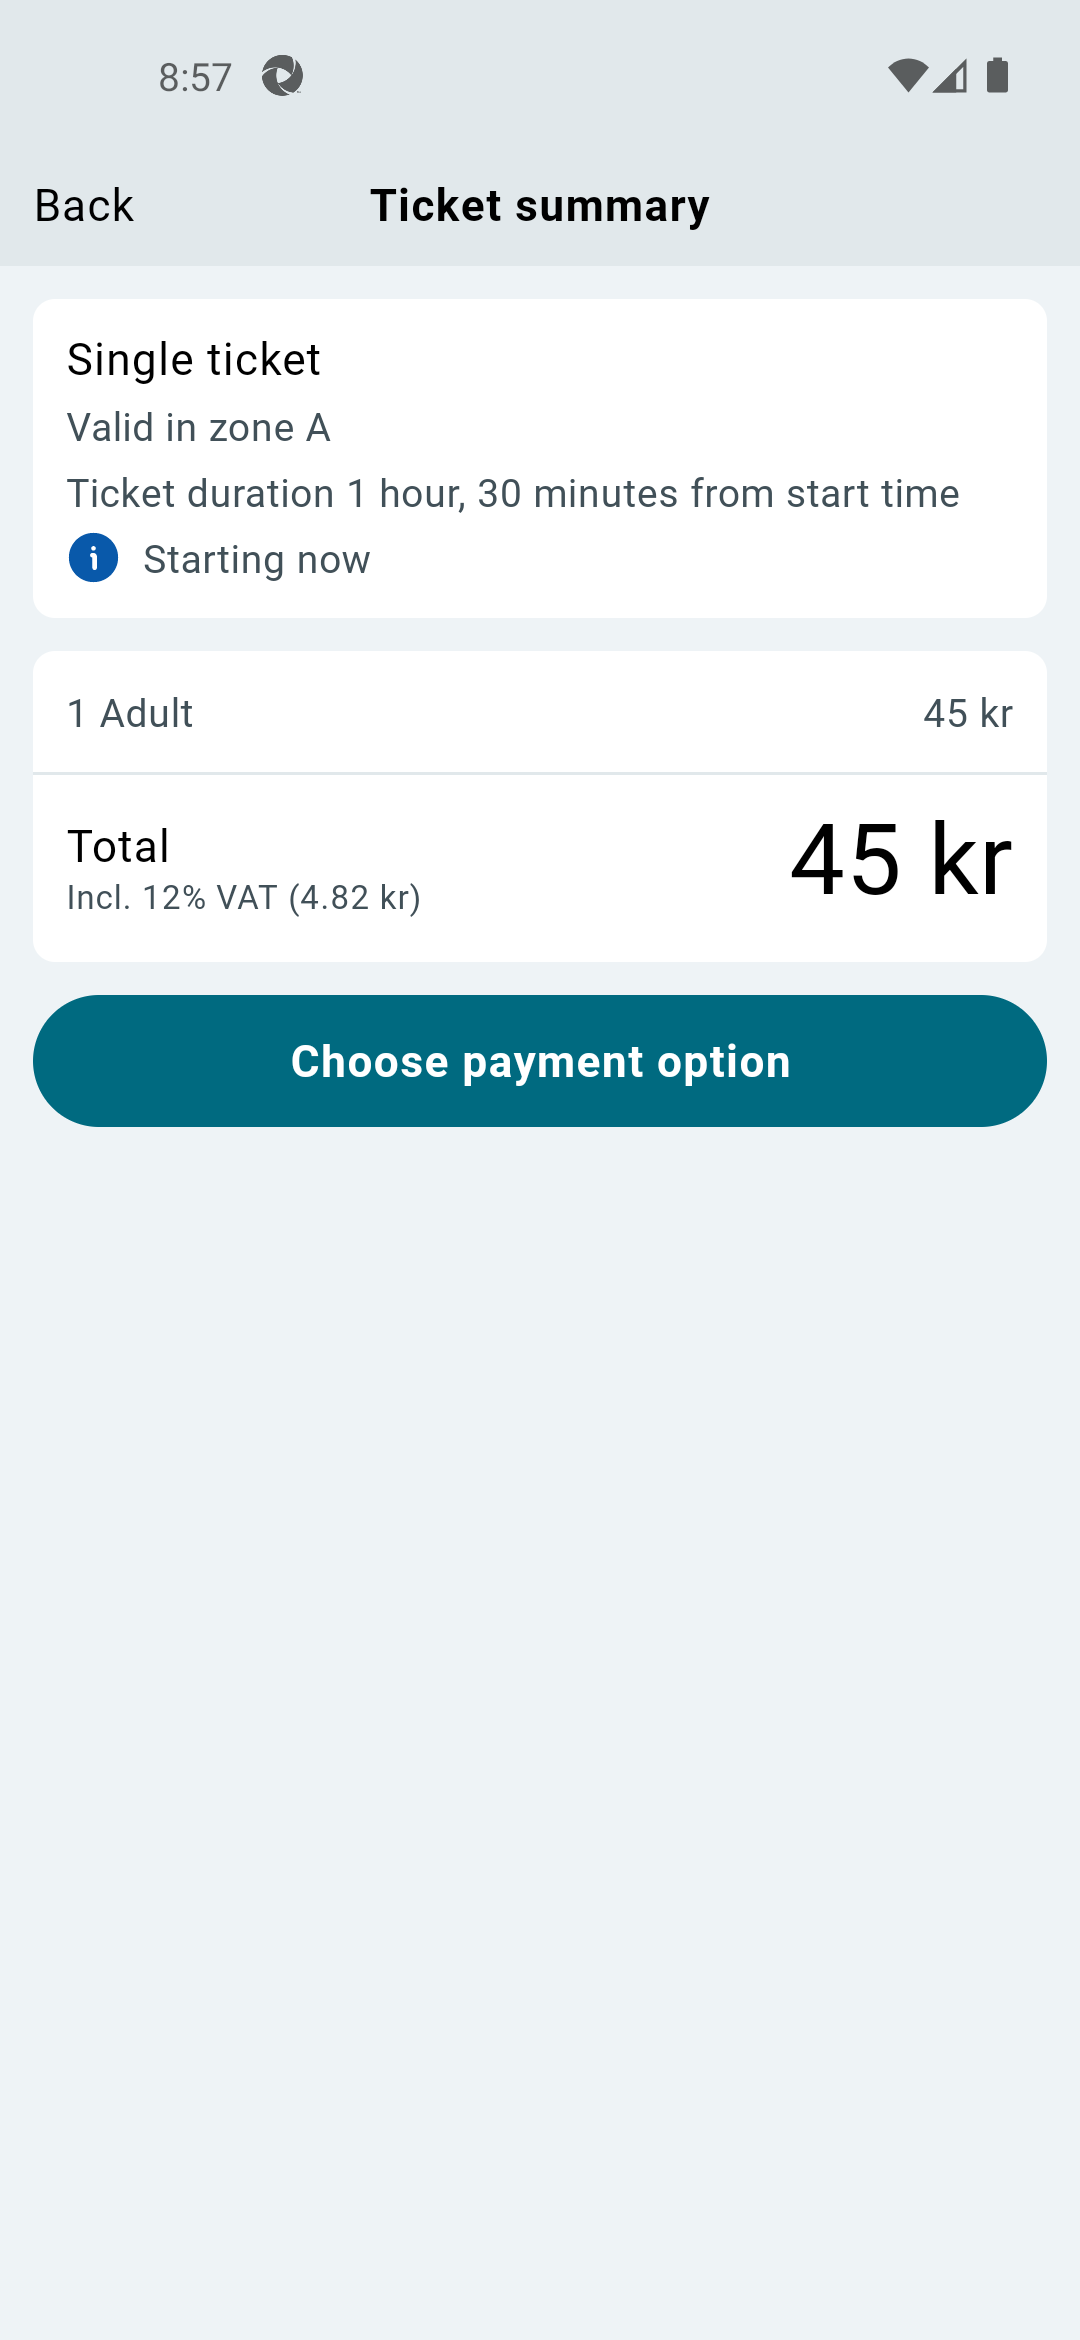 8:57
Back
Ticket summary
Single ticket
Valid in zone A
Ticket duration 1 hour, 30 minutes from start time
Starting now
1 Adult
45 kr
Total
45 kr
Incl. 12% VAT (4.82 kr)
Choose payment option